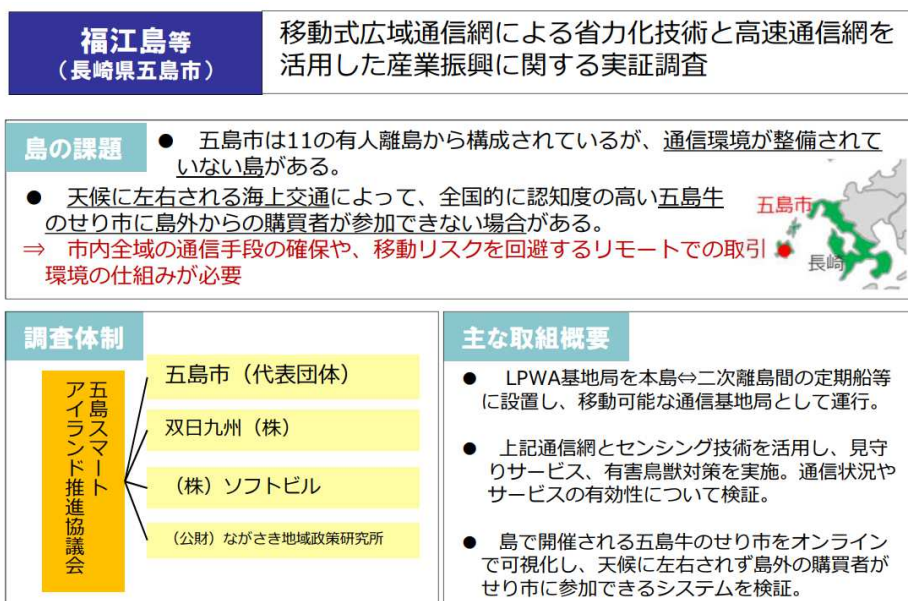 福江島等
（長崎県五島市）
移動式広域通信網による省力化技術と高速通信網を
活用した産業振興に関する実証調査
島の課題
● 五島市は11の有人離島から構成されているが、通信環境が整備されて
いない島がある。
● 天候に左右される海上交通によって、全国的に認知度の高い五島牛
のせり市に島外からの購買者が参加できない場合がある。
⇒ 市内全域の通信手段の確保や、移動リスクを回避するリモートでの取引
環境の仕組みが必要
五島市
長崎
調査体制
五島スマート
アイランド推進協議会
五島市（代表団体）
双日九州（株）
（株）ソフトビル
（公財）ながさき地域政策研究所
主な取組概要
● LPWA基地局を本島⇔二次離島間の定期船等
に設置し、移動可能な通信基地局として運行。
● 上記通信網とセンシング技術を活用し、見守
りサービス、有害鳥獣対策を実施。通信状況や
サービスの有効性について検証。
● 島で開催される五島牛のせり市をオンライン
で可視化し、天候に左右されず島外の購買者が
せり市に参加できるシステムを検証。